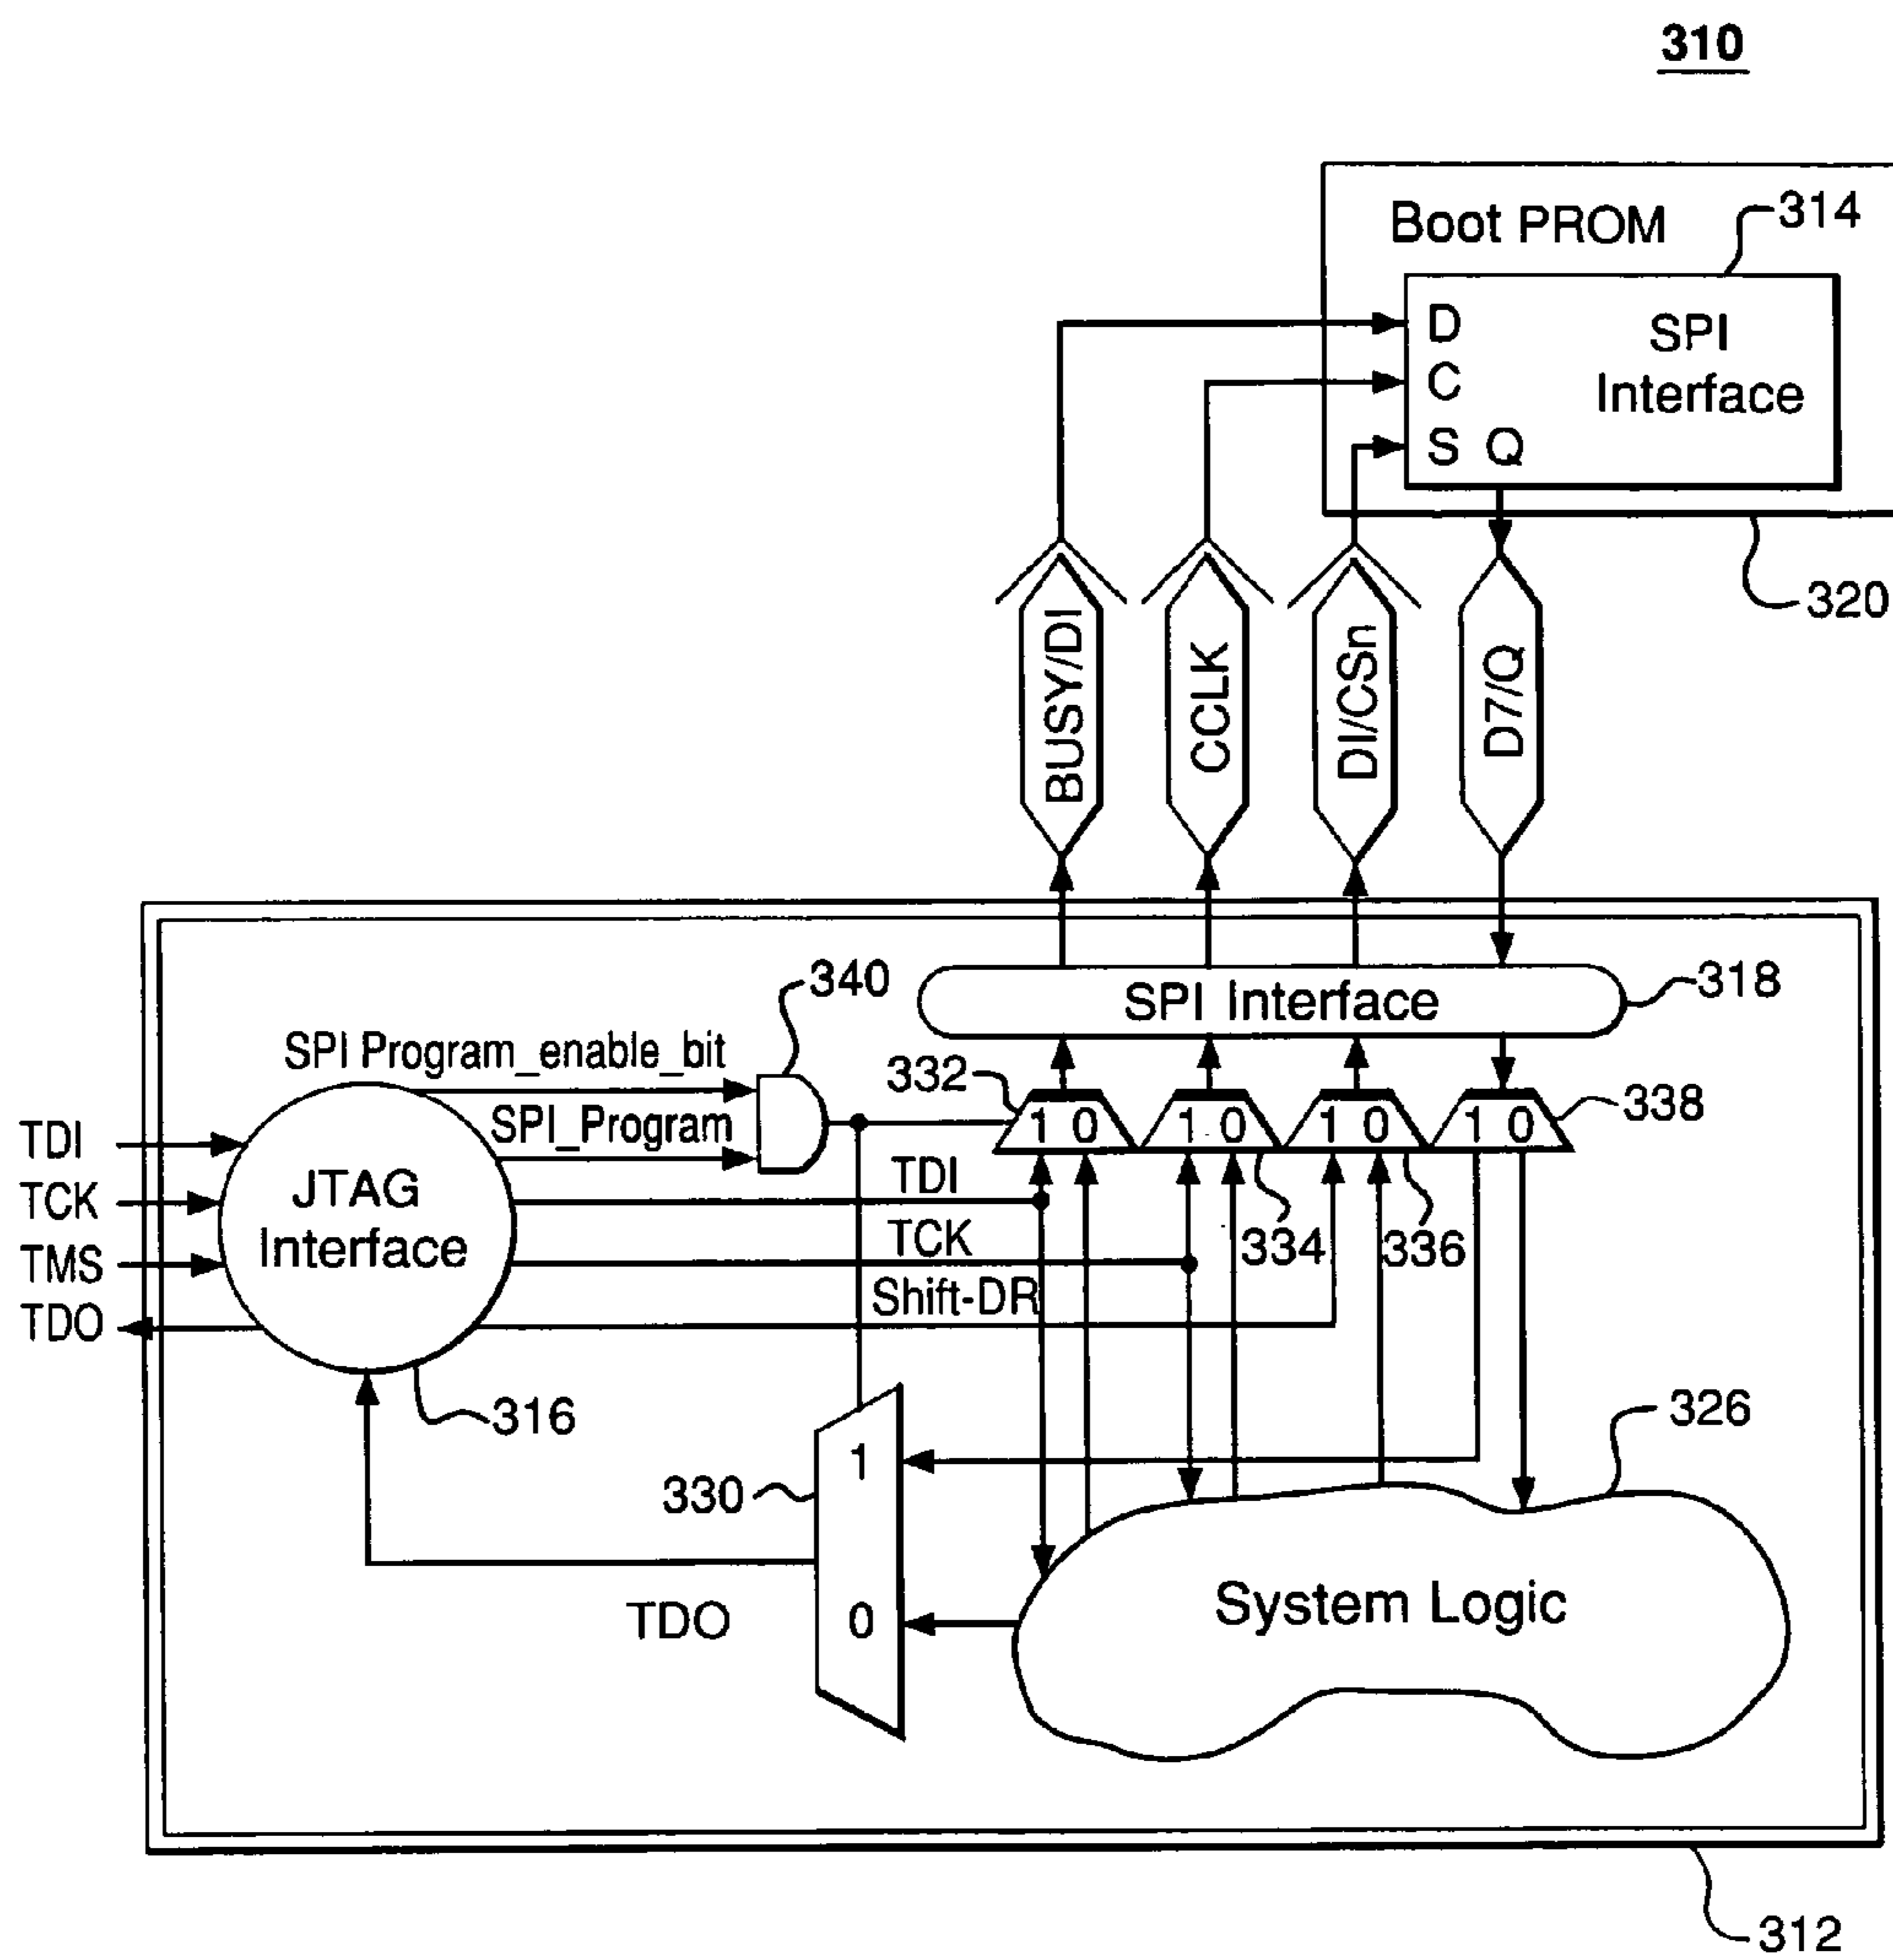 310
Boot PROM
314
D
SPI
C
Interface
S Q
320
BUSY/DI
CCLK
DI/CSn
D7/Q
340
SPI Interface
318
SPI Program_enable_bit
332
338
SPI_Program
1 0
1 0
1 0
1 0
TDI
TCK
TMS
TDO
JTAG
Interface
TDI
TCK
334
336
Shift-DR
316
326
1
330
0
TDO
System Logic
312